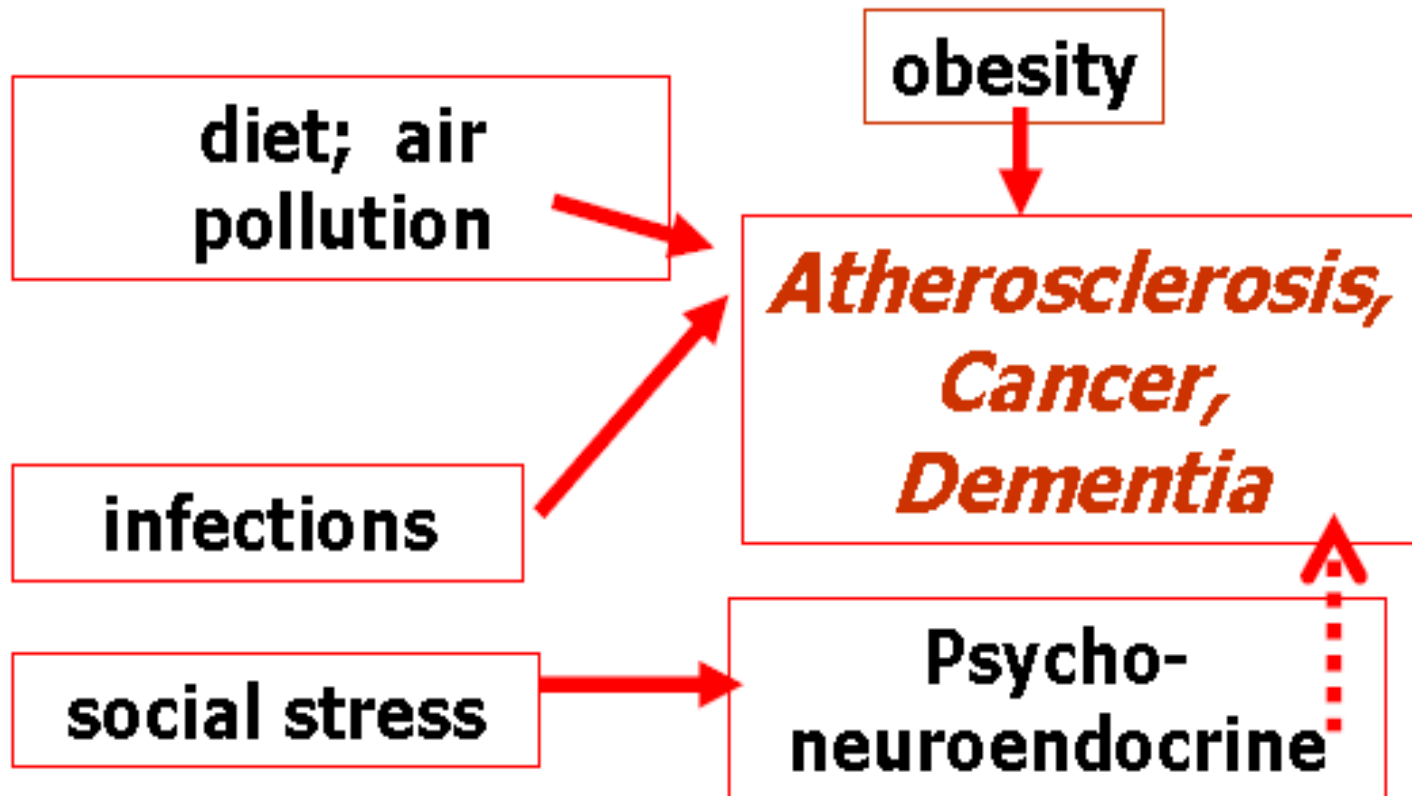 obesity
diet; air
pollution
Atherosclerosis,
Cancer,
Dementia
infections
social stress
Psycho-
neuroendocrine